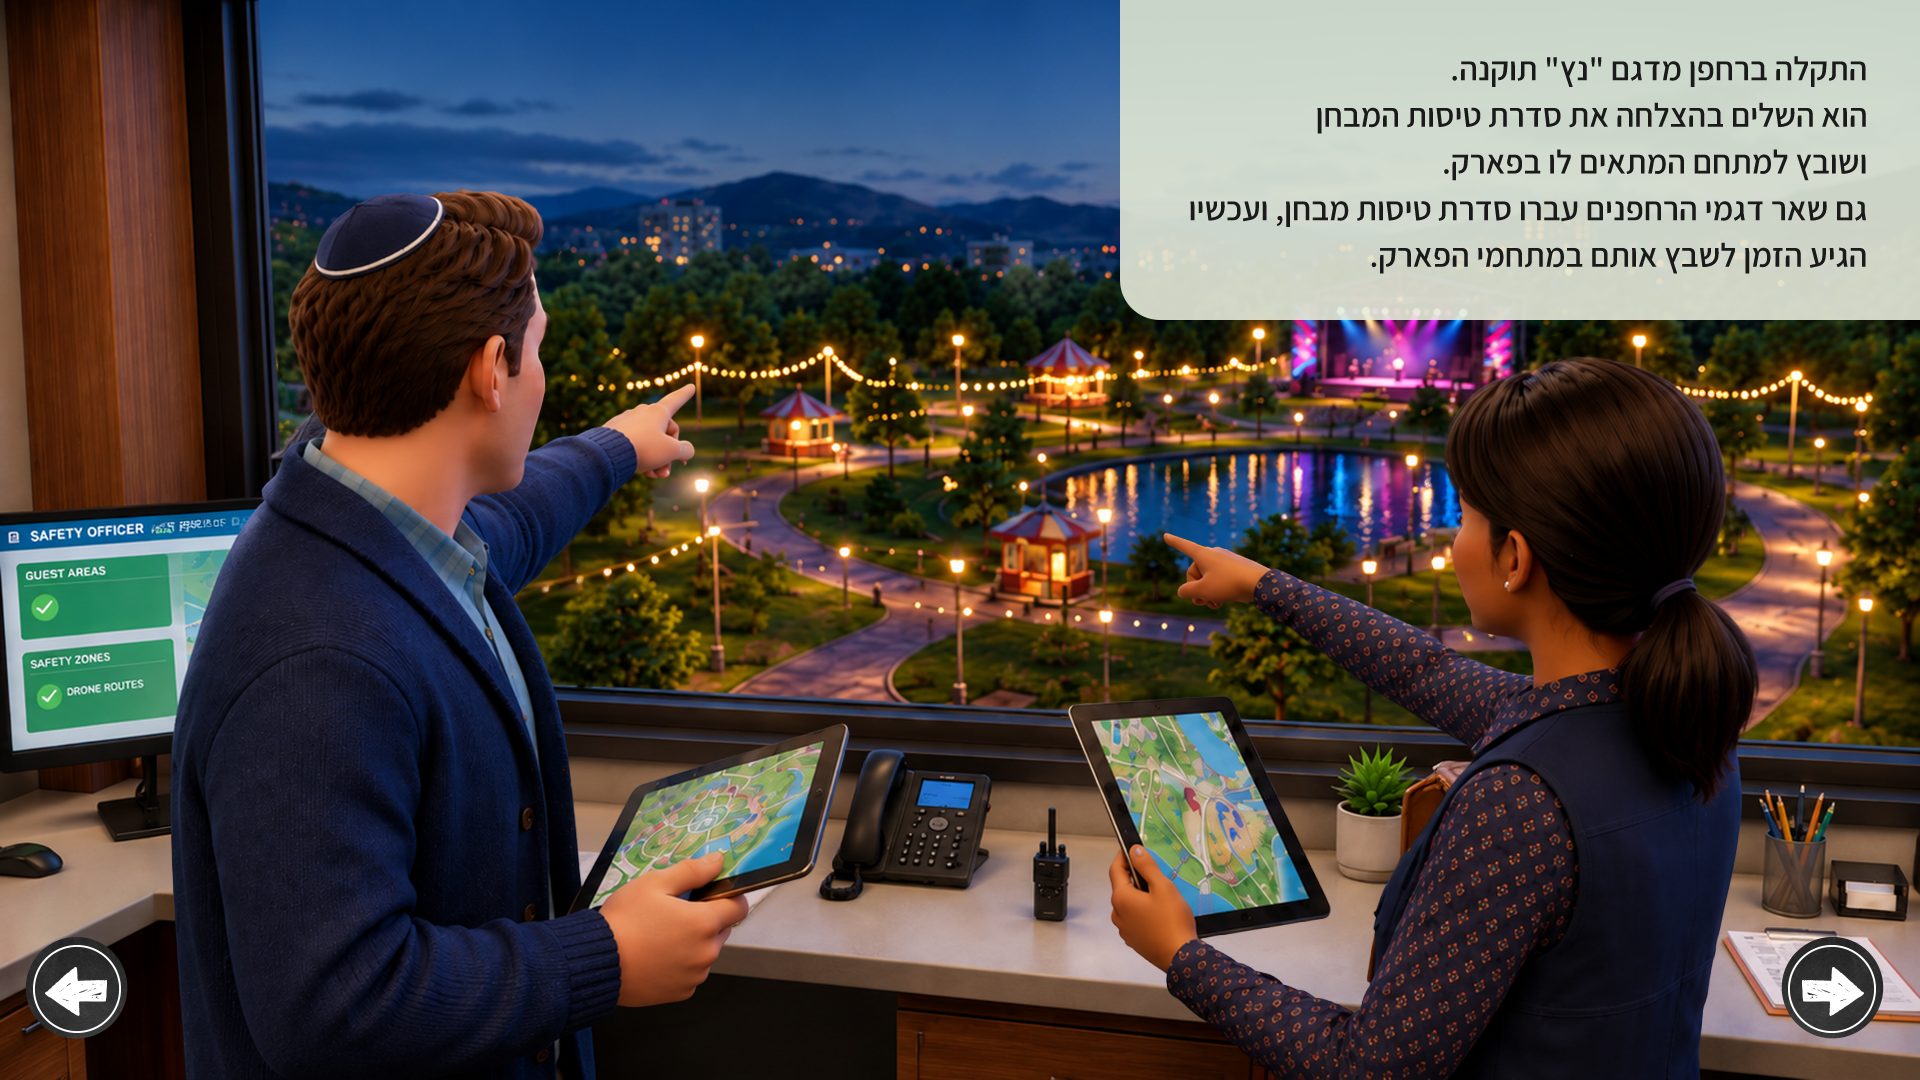 התקלה ברחפן מדגם "נץ" תוקנה.
הוא השלים בהצלחה את סדרת טיסות המבחן
ושובץ למתחם המתאים לו בפארק.
גם שאר דגמי הרחפנים עברו סדרת טיסות מבחן, ועכשיו
הגיע הזמן לשבץ אותם במתחמי הפארק.
SAFETY OFFICER
GUEST AREAS
SAFETY ZONES
DRONE ROUTES